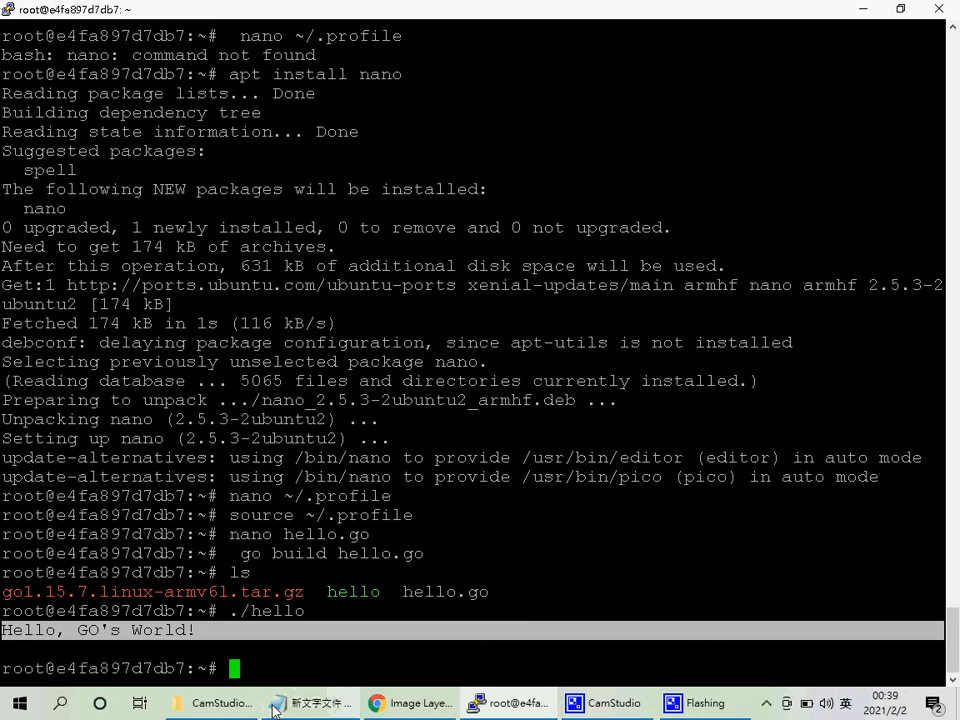 root@e4fa897d7db7: ~
root@e4fa897d7db7:~#  nano ~/.profile
bash: nano: command not found
root@e4fa897d7db7:~# apt install nano
Reading package lists... Done
Building dependency tree
Reading state information... Done
Suggested packages:
  spell
The following NEW packages will be installed:
  nano
0 upgraded, 1 newly installed, 0 to remove and 0 not upgraded.
Need to get 174 kB of archives.
After this operation, 631 kB of additional disk space will be used.
Get:1 http://ports.ubuntu.com/ubuntu-ports xenial-updates/main armhf nano armhf 2.5.3-2
ubuntu2 [174 kB]
Fetched 174 kB in 1s (116 kB/s)
debconf: delaying package configuration, since apt-utils is not installed
Selecting previously unselected package nano.
(Reading database ... 5065 files and directories currently installed.)
Preparing to unpack .../nano_2.5.3-2ubuntu2_armhf.deb ...
Unpacking nano (2.5.3-2ubuntu2) ...
Setting up nano (2.5.3-2ubuntu2) ...
update-alternatives: using /bin/nano to provide /usr/bin/editor (editor) in auto mode
update-alternatives: using /bin/nano to provide /usr/bin/pico (pico) in auto mode
root@e4fa897d7db7:~# nano ~/.profile
root@e4fa897d7db7:~# source ~/.profile
root@e4fa897d7db7:~# nano hello.go
root@e4fa897d7db7:~#  go build hello.go
root@e4fa897d7db7:~# ls
go1.15.7.linux-armv6l.tar.gz  hello  hello.go
root@e4fa897d7db7:~# ./hello
Hello, GO's World!
root@e4fa897d7db7:~#
CamStudio... 新文字文件 ... Image Laye... root@e4fa... CamStudio Flashing 英 00:39
2021/2/2 2